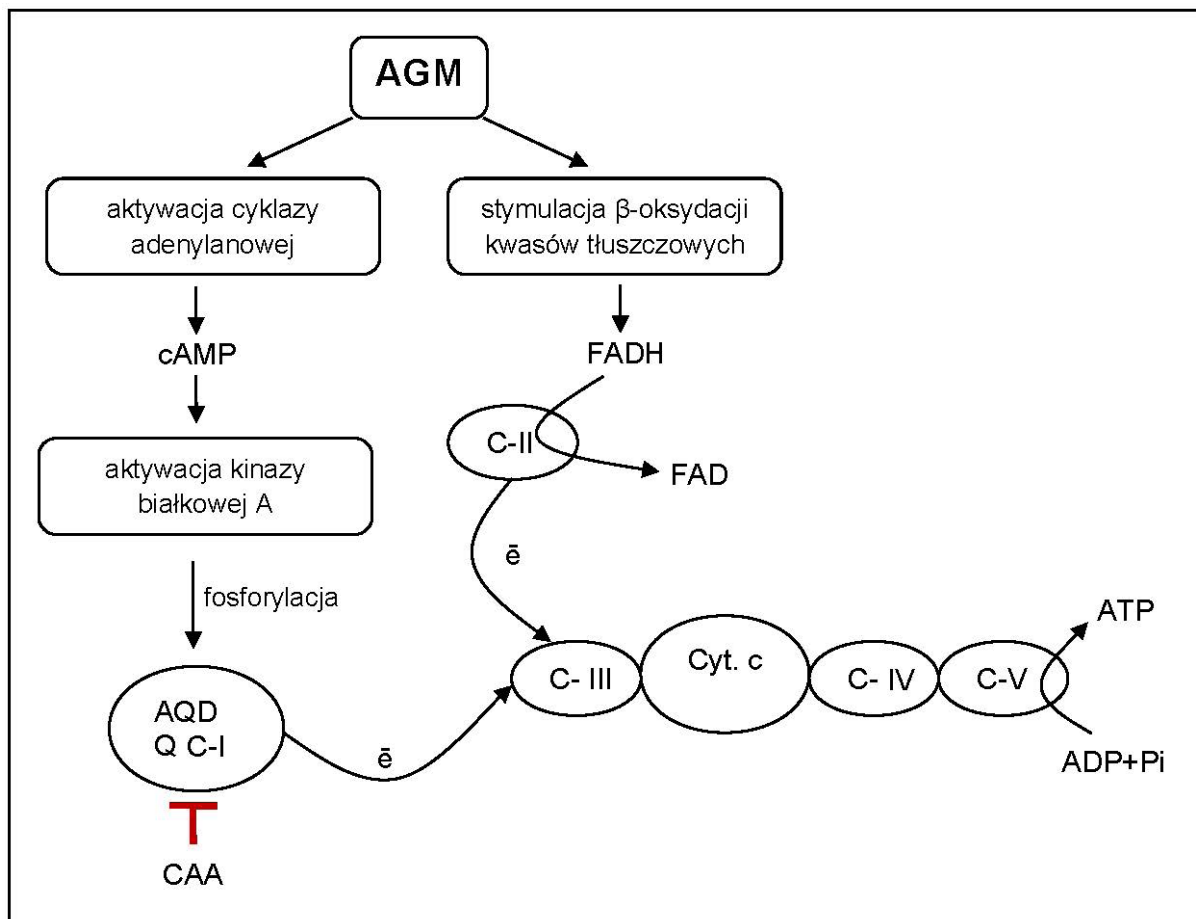 AGM
aktywacja cyklazy
adenylanowej
stymulacja β-oksydacji
kwasów tłuszczowych
cAMP
FADH
aktywacja kinazy
białkowej A
C-II
FAD
ē
fosforylacja
AQD
Q C-I
ē
C- III
Cyt. c
C- IV
C-V
ATP
ADP+Pi
CAA